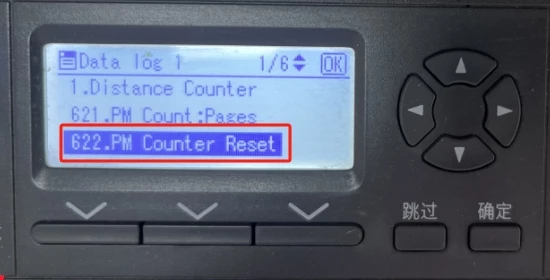 Data log 1 1/6 OK
1.Distance Counter
621.PM Count:Pages
622.PM Counter Reset
跳过 确定